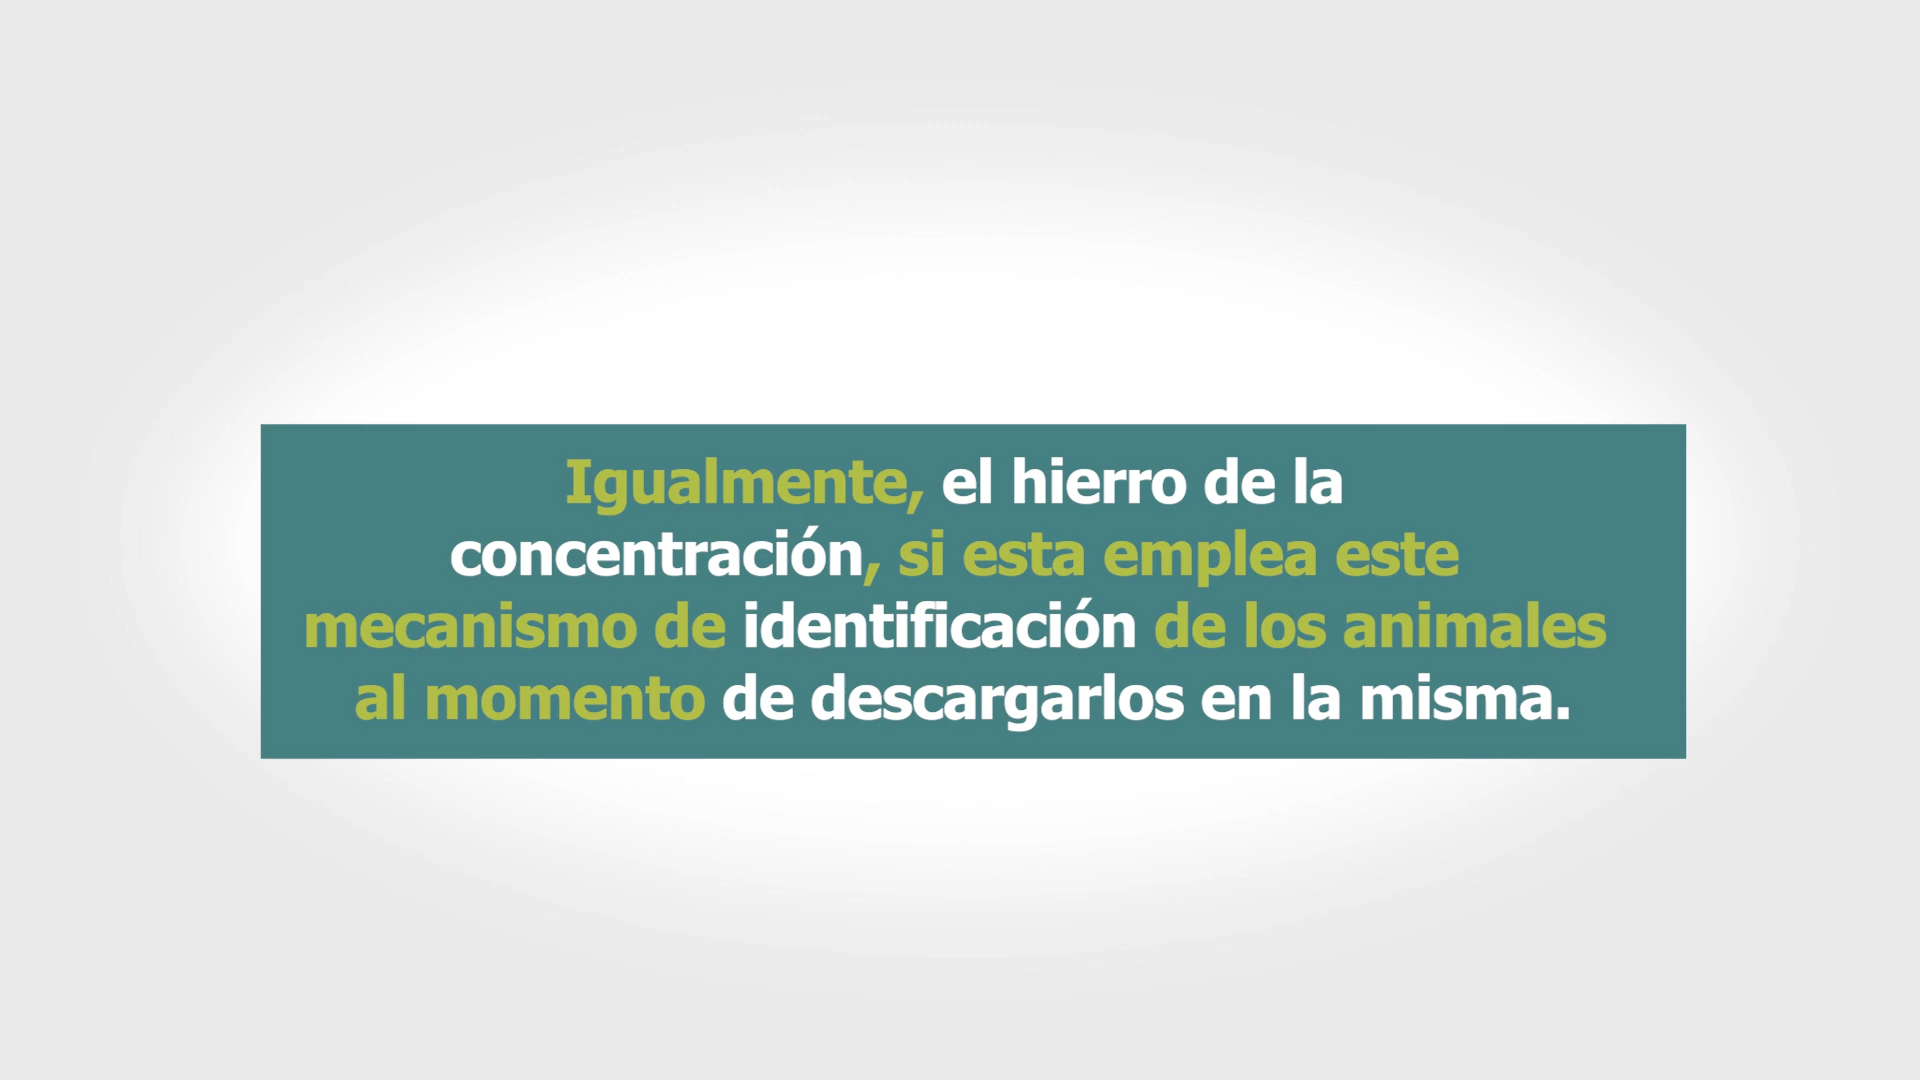 Igualmente, el hierro de la
concentración, si esta emplea este
mecanismo de identificación de los animales
al momento de descargarlos en la misma.